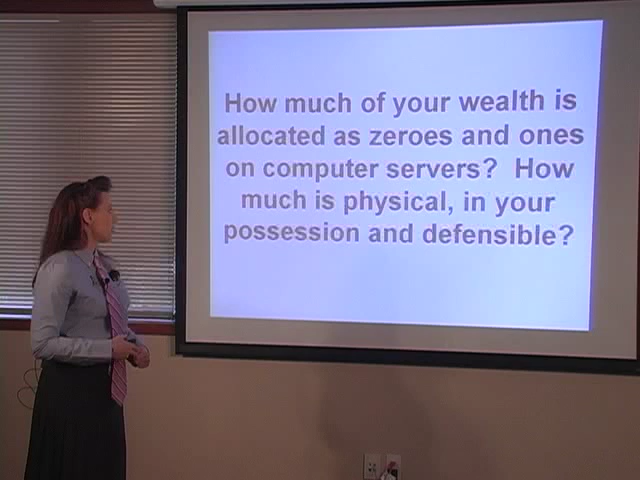 How much of your wealth is
allocated as zeroes and ones
on computer servers?  How
much is physical, in your
possession and defensible?